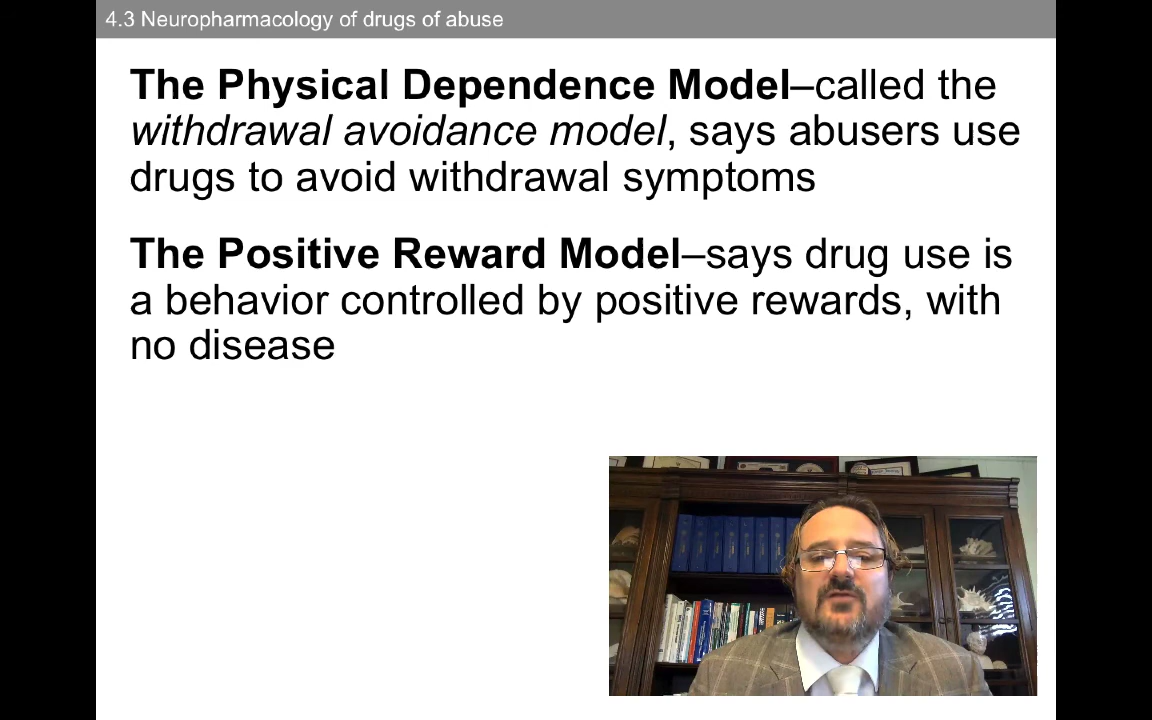 4.3 Neuropharmacology of drugs of abuse
The Physical Dependence Model–called the
withdrawal avoidance model, says abusers use
drugs to avoid withdrawal symptoms
The Positive Reward Model–says drug use is
a behavior controlled by positive rewards, with
no disease